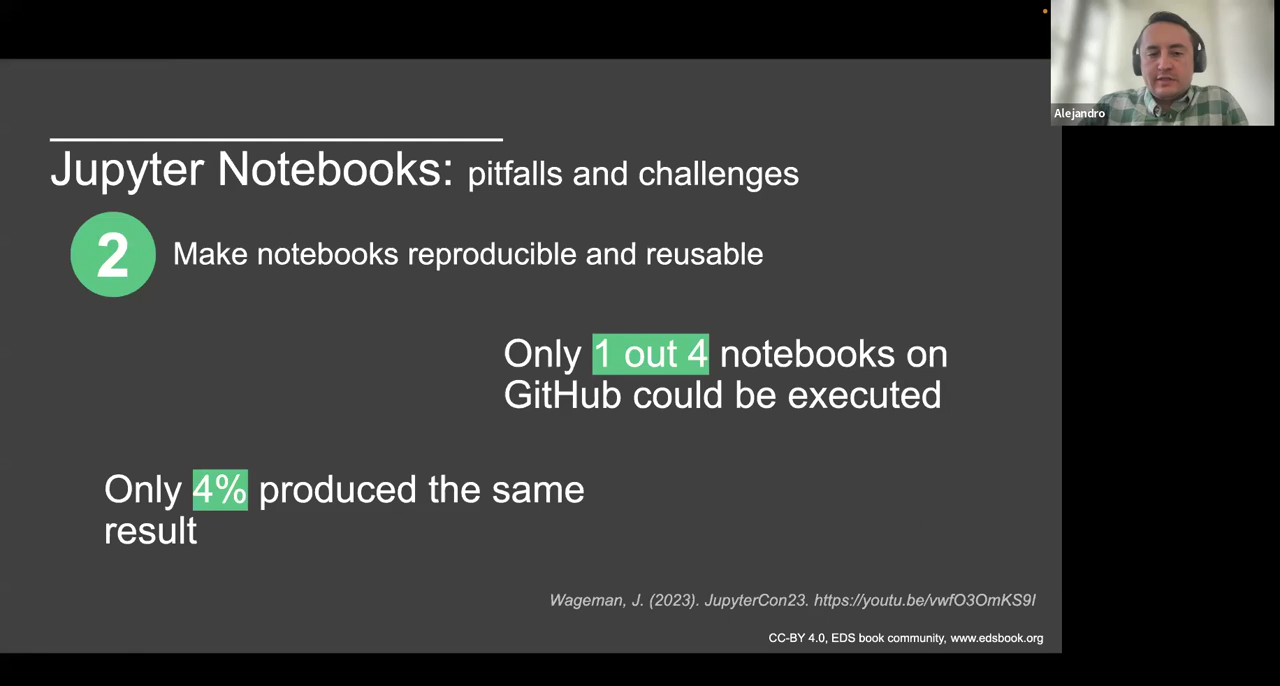 Alejandro
Jupyter Notebooks: pitfalls and challenges
2 Make notebooks reproducible and reusable
Only 1 out 4 notebooks on
GitHub could be executed
Only 4% produced the same
result
Wageman, J. (2023). JupyterCon23. https://youtu.be/vwfO3OmKS9I
CC-BY 4.0, EDS book community, www.edsbook.org